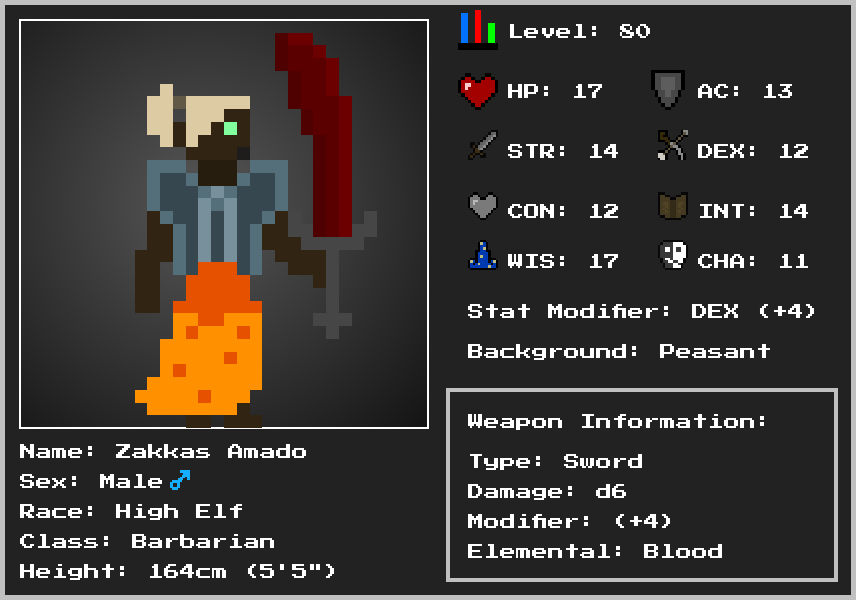 Level: 80
HP: 17 AC: 13
STR: 14 DEX: 12
CON: 12 INT: 14
WIS: 17 CHA: 11
Stat Modifier: DEX (+4)
Background: Peasant
Weapon Information:
Type: Sword
Damage: d6
Modifier: (+4)
Elemental: Blood
Name: Zakkas Amado
Sex: Male ♂
Race: High Elf
Class: Barbarian
Height: 164cm (5'5")